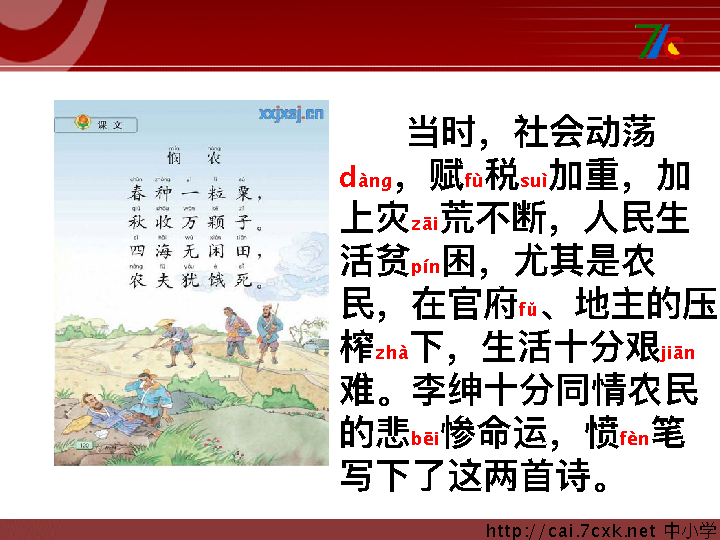 7c
xxjxsj.cn
课 文
mǐn nóng
悯 农
chūn zhòng yí lì sù
春 种 一 粒 粟，
qiū shōu wàn kē zǐ
秋 收 万 颗 子。
sì hǎi wú xián tián
四 海 无 闲 田，
nóng fū yóu è sǐ
农 夫 犹 饿 死。
当时，社会动荡
dàng，赋fù税suì加重，加
上灾zāi荒不断，人民生
活贫pín困，尤其是农
民，在官府fǔ、地主的压
榨zhà下，生活十分艰jiān
难。李绅十分同情农民
的悲bēi惨命运，愤fèn笔
写下了这两首诗。
http://cai.7cxk.net 中小学